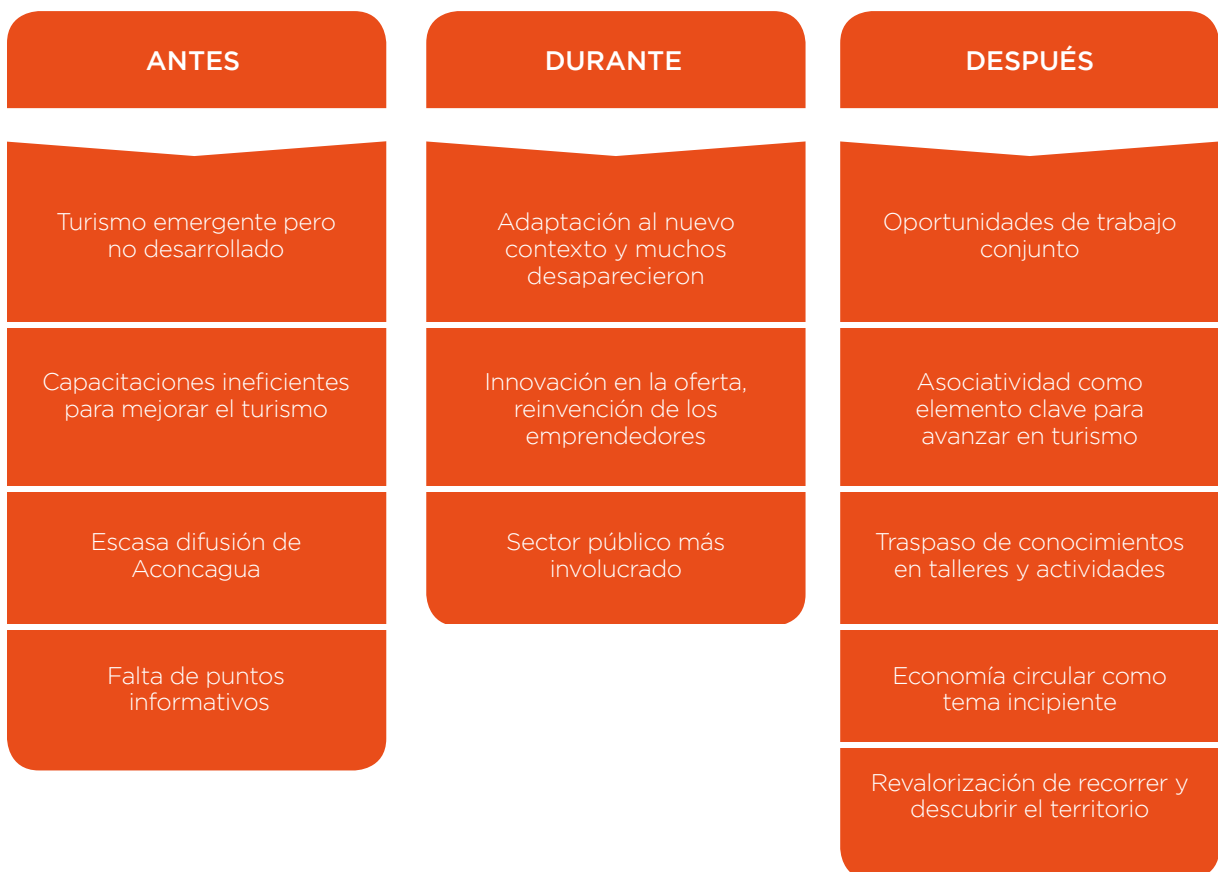 ANTES
Turismo emergente pero
no desarrollado
Capacitaciones ineficientes
para mejorar el turismo
Escasa difusión de
Aconcagua
Falta de puntos
informativos
DURANTE
Adaptación al nuevo
contexto y muchos
desaparecieron
Innovación en la oferta,
reinvención de los
emprendedores
Sector público más
involucrado
DESPUÉS
Oportunidades de trabajo
conjunto
Asociatividad como
elemento clave para
avanzar en turismo
Traspaso de conocimientos
en talleres y actividades
Economía circular como
tema incipiente
Revalorización de recorrer y
descubrir el territorio